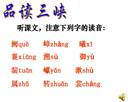 品读三峡
听课文，注意下列字的读音：
阙quē 嶂zhàng 曦xī
襄xiāng 溯sù 御yù
湍tuān 巘yǎn 漱shù
属zhǔ 转zhuǎn 裳cháng